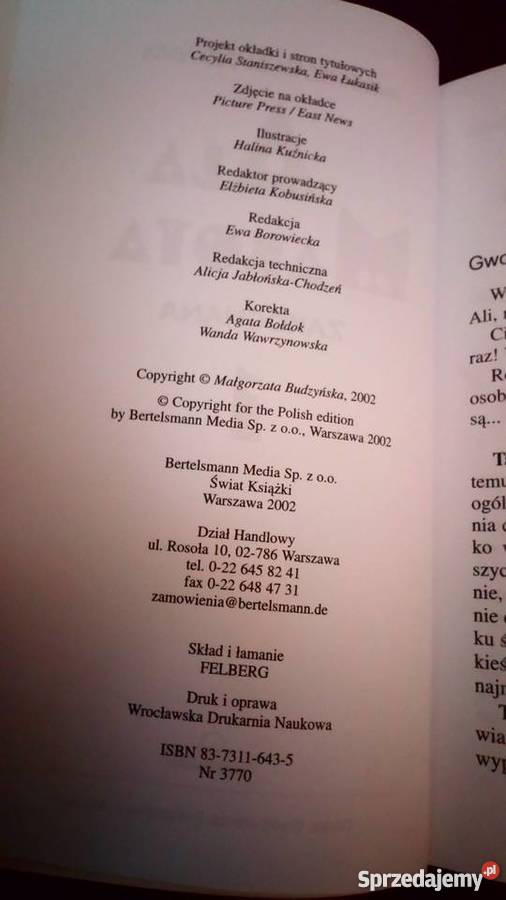 Projekt okładki i stron tytułowych
Cecylia Staniszewska, Ewa Łukasik
Zdjęcie na okładce
Picture Press / East News
Ilustracje
Halina Kuźnicka
Redaktor prowadzący
Elżbieta Kobusińska
Redakcja
Ewa Borowiecka
Redakcja techniczna
Alicja Jabłońska-Chodzeń
Korekta
Agata Bołdok
Wanda Wawrzynowska
Copyright © Małgorzata Budzyńska, 2002
© Copyright for the Polish edition
by Bertelsmann Media Sp. z o.o., Warszawa 2002
Bertelsmann Media Sp. z o.o.
Świat Książki
Warszawa 2002
Dział Handlowy
ul. Rosoła 10, 02-786 Warszawa
tel. 0-22 645 82 41
fax 0-22 648 47 31
zamowienia@bertelsmann.de
Skład i łamanie
FELBERG
Druk i oprawa
Wrocławska Drukarnia Naukowa
ISBN 83-7311-643-5
Nr 3770
Gwo
W
Ali,
Ci
raz!
Ro
osob
są...
Ta
temu
ogól
nia
ko w
szyc
nie,
nie
ku ś
kieś
najn
T
wia
wyp
Sprzedajemy.pl